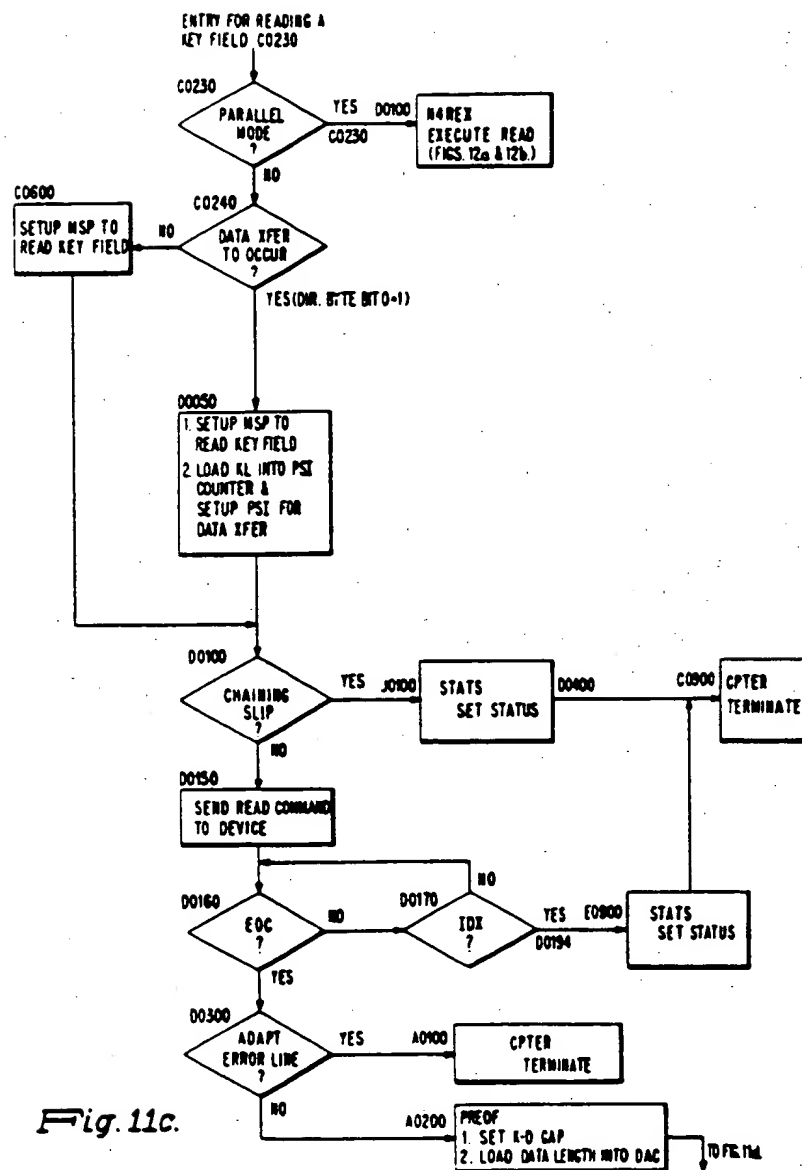 ENTRY FOR READING A
KEY FIELD C0230
C0230
PARALLEL
MODE
?
YES
D0100
C0230
N4REX
EXECUTE READ
(FIGS. 12a & 12b.)
NO
C0240
C0600
SETUP MSP TO
READ KEY FIELD
NO
DATA XFER
TO OCCUR
?
YES(DIR. BYTE BIT 0=1)
D0050
1. SETUP MSP TO
READ KEY FIELD
2. LOAD KL INTO PSI
COUNTER &
SETUP PSI FOR
DATA XFER
D0100
CHAINING
SLIP
?
YES
J0100
STATS
SET STATUS
D0400
C0900
CPTER
TERMINATE
NO
D0150
SEND READ COMMAND
TO DEVICE
D0160
EOC
?
NO
D0170
IDX
?
NO
YES
D0194
E0900
STATS
SET STATUS
YES
D0300
ADAPT
ERROR LINE
?
YES
A0100
CPTER
TERMINATE
NO
A0200
PREOF
1. SET K-D GAP
2. LOAD DATA LENGTH INTO DAC
TO FIG. 11d.
Fig. 11c.